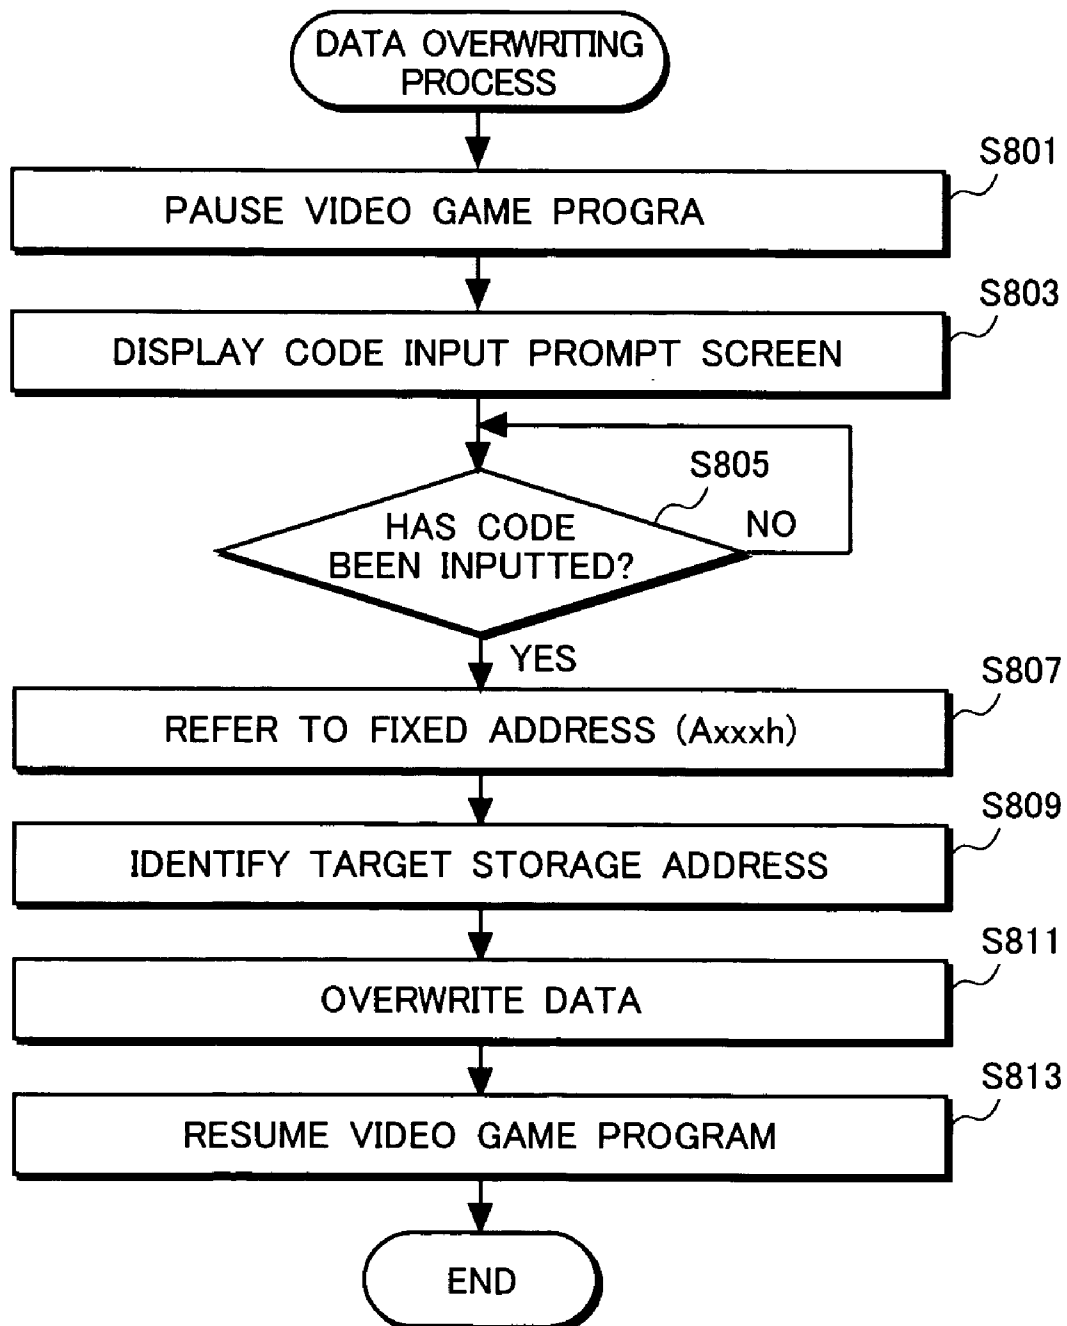 DATA OVERWRITING
PROCESS
S801
PAUSE VIDEO GAME PROGRA
S803
DISPLAY CODE INPUT PROMPT SCREEN
S805
HAS CODE
BEEN INPUTTED?
NO
YES
S807
REFER TO FIXED ADDRESS (Axxxh)
S809
IDENTIFY TARGET STORAGE ADDRESS
S811
OVERWRITE DATA
S813
RESUME VIDEO GAME PROGRAM
END